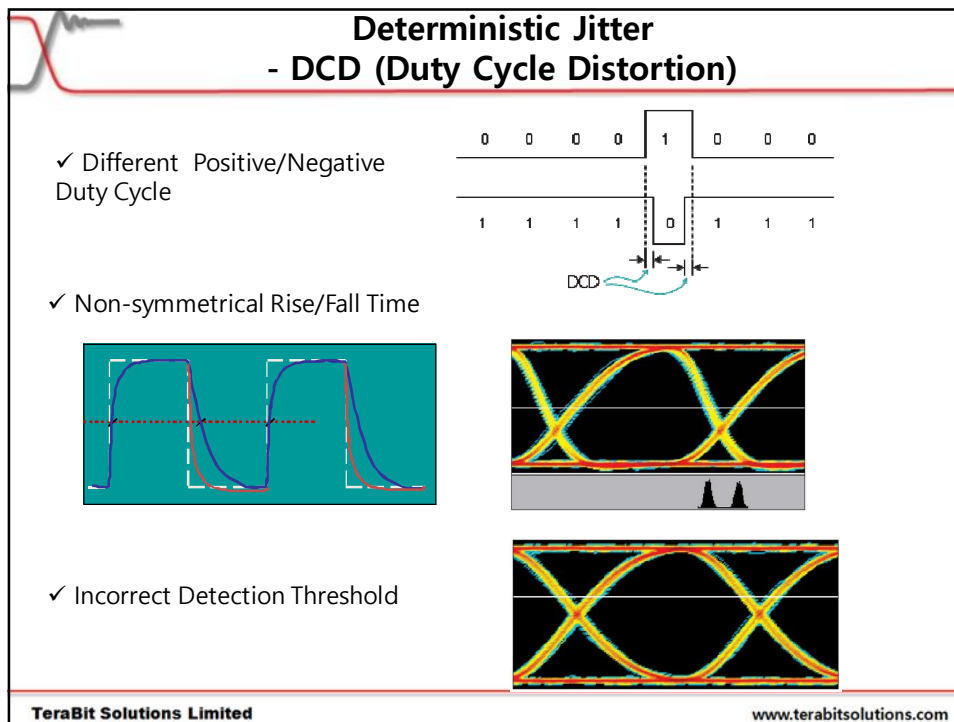 Deterministic Jitter
- DCD (Duty Cycle Distortion)
✓ Different Positive/Negative
Duty Cycle
0 0 0 0 1 0 0 0
1 1 1 1 0 1 1 1
DCD
✓ Non-symmetrical Rise/Fall Time
✓ Incorrect Detection Threshold
TeraBit Solutions Limited
www.terabitsolutions.com